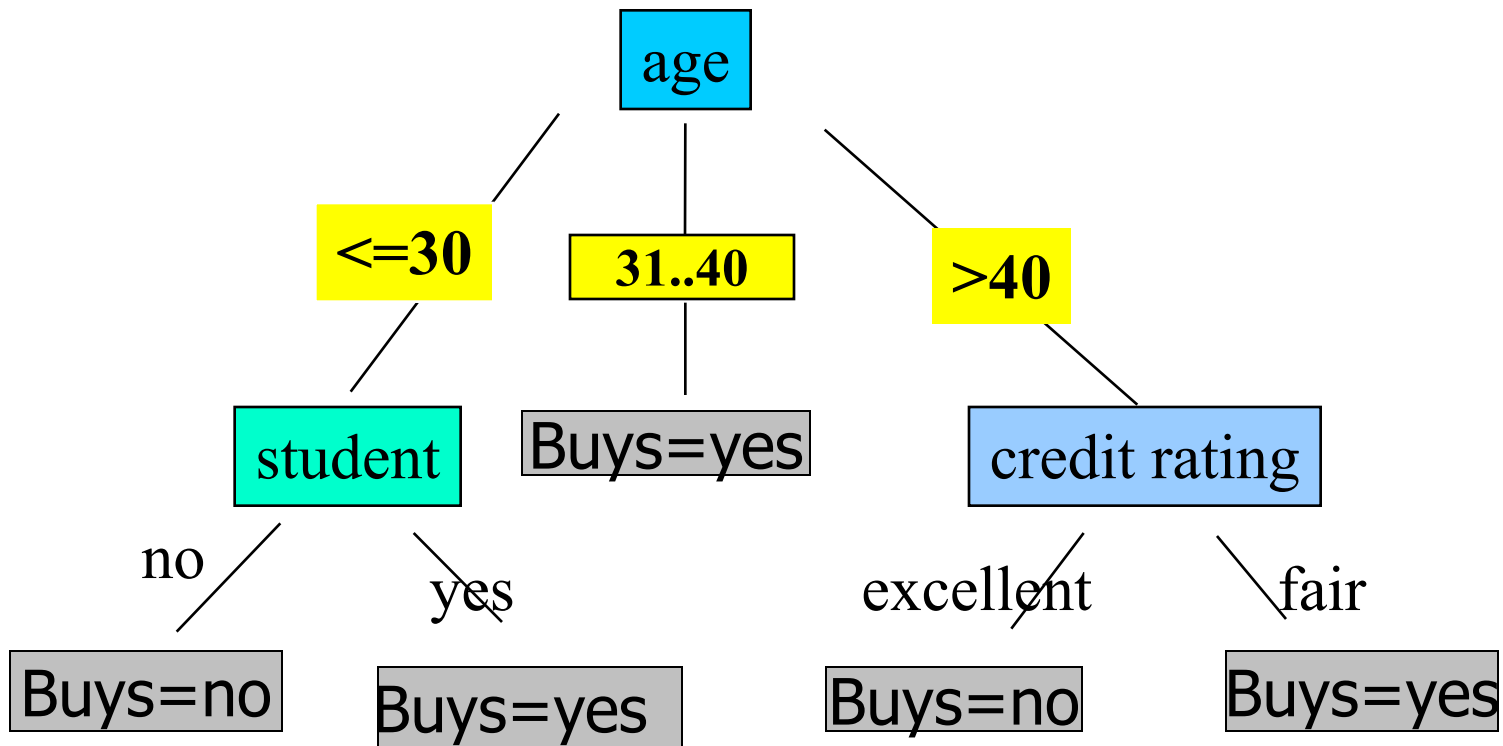 age
<=30
31..40
>40
student
Buys=yes
credit rating
no
yes
excellent
fair
Buys=no
Buys=yes
Buys=no
Buys=yes